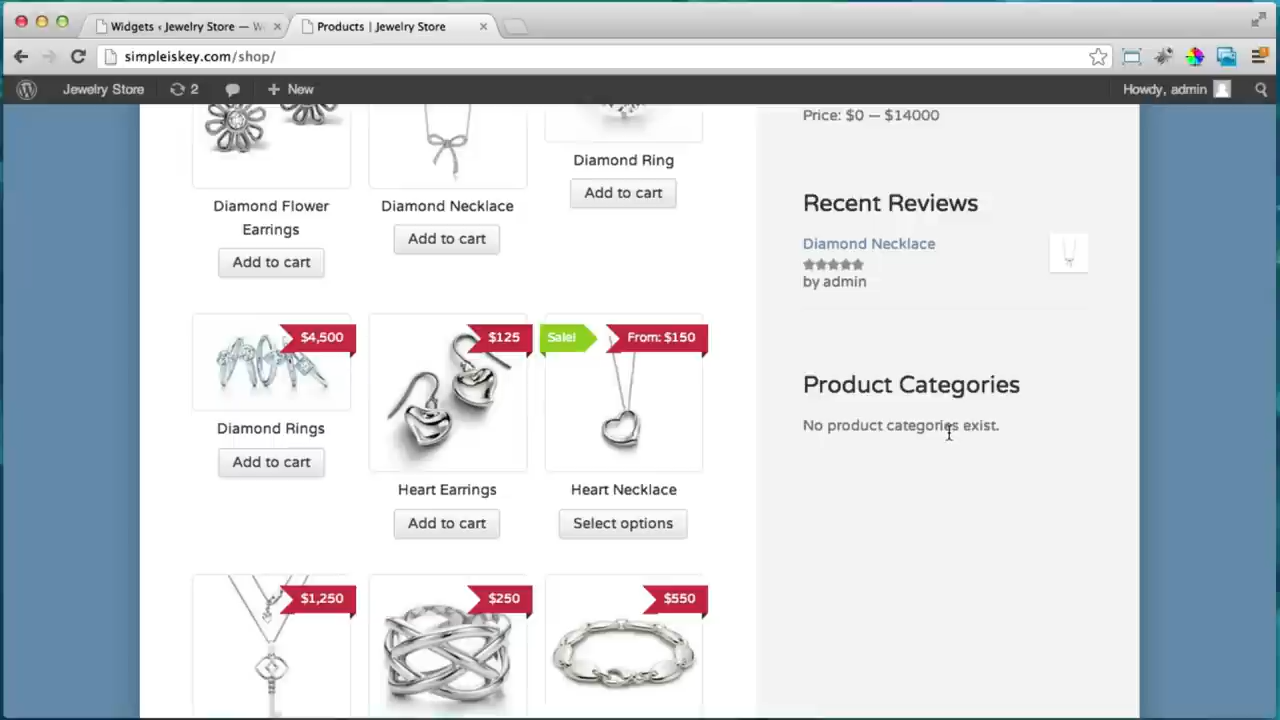 Widgets ‹ Jewelry Store — W
Products | Jewelry Store
simpleiskey.com/shop/
Jewelry Store
2
New
Howdy, admin
Diamond Flower
Earrings
Add to cart
Diamond Necklace
Add to cart
Diamond Ring
Add to cart
$4,500
Diamond Rings
Add to cart
$125
Heart Earrings
Add to cart
Sale!
From: $150
Heart Necklace
Select options
$1,250
$250
$550
Price: $0 — $14000
Recent Reviews
Diamond Necklace
by admin
Product Categories
No product categories exist.